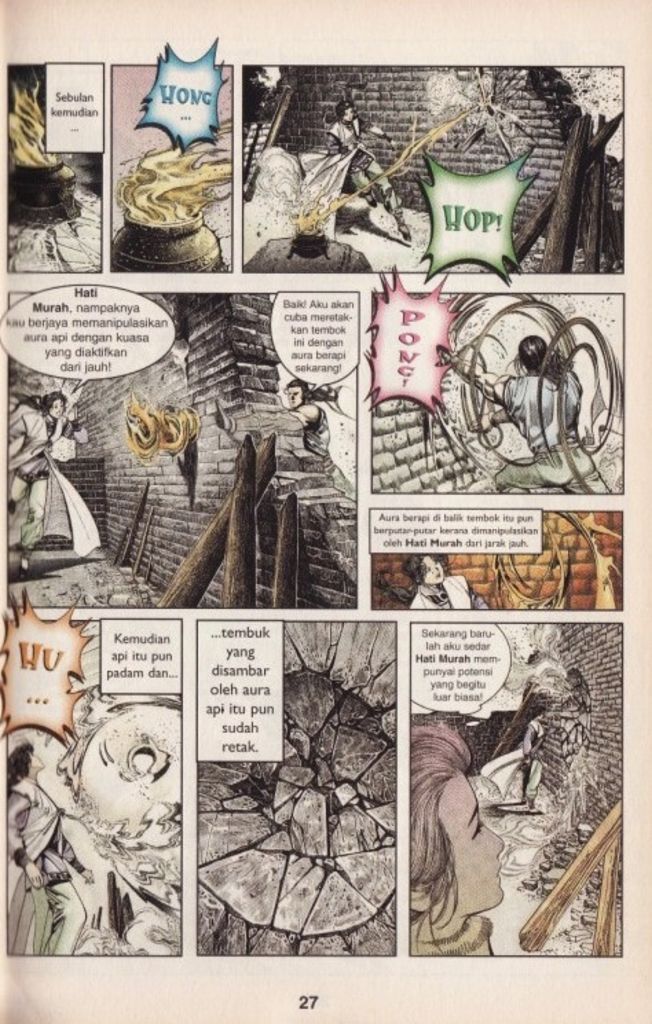 Sebulan
kemudian
...
HONG
...
HOP!
Hati
Murah, nampaknya
kau berjaya memanipulasikan
aura api dengan kuasa
yang diaktifkan
dari jauh!
Baik! Aku akan
cuba meretak-
kan tembok
ini dengan
aura berapi
sekarang!
PONG!
Aura berapi di balik tembok itu pun
berputar-putar kerana dimanipulasikan
oleh Hati Murah dari jarak jauh.
HU
...
Kemudian
api itu pun
padam dan...
...tembuk
yang
disambar
oleh aura
api itu pun
sudah
retak.
Sekarang baru-
lah aku sedar
Hati Murah mem-
punyai potensi
yang begitu
luar biasa!
27